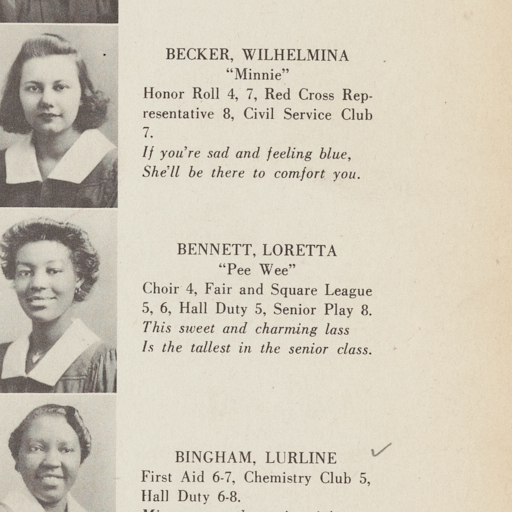 BECKER, WILHELMINA
“Minnie”
Honor Roll 4, 7, Red Cross Rep-
resentative 8, Civil Service Club
7.
If you're sad and feeling blue,
She'll be there to comfort you.
BENNETT, LORETTA
“Pee Wee”
Choir 4, Fair and Square League
5, 6, Hall Duty 5, Senior Play 8.
This sweet and charming lass
Is the tallest in the senior class.
BINGHAM, LURLINE
First Aid 6-7, Chemistry Club 5,
Hall Duty 6-8.